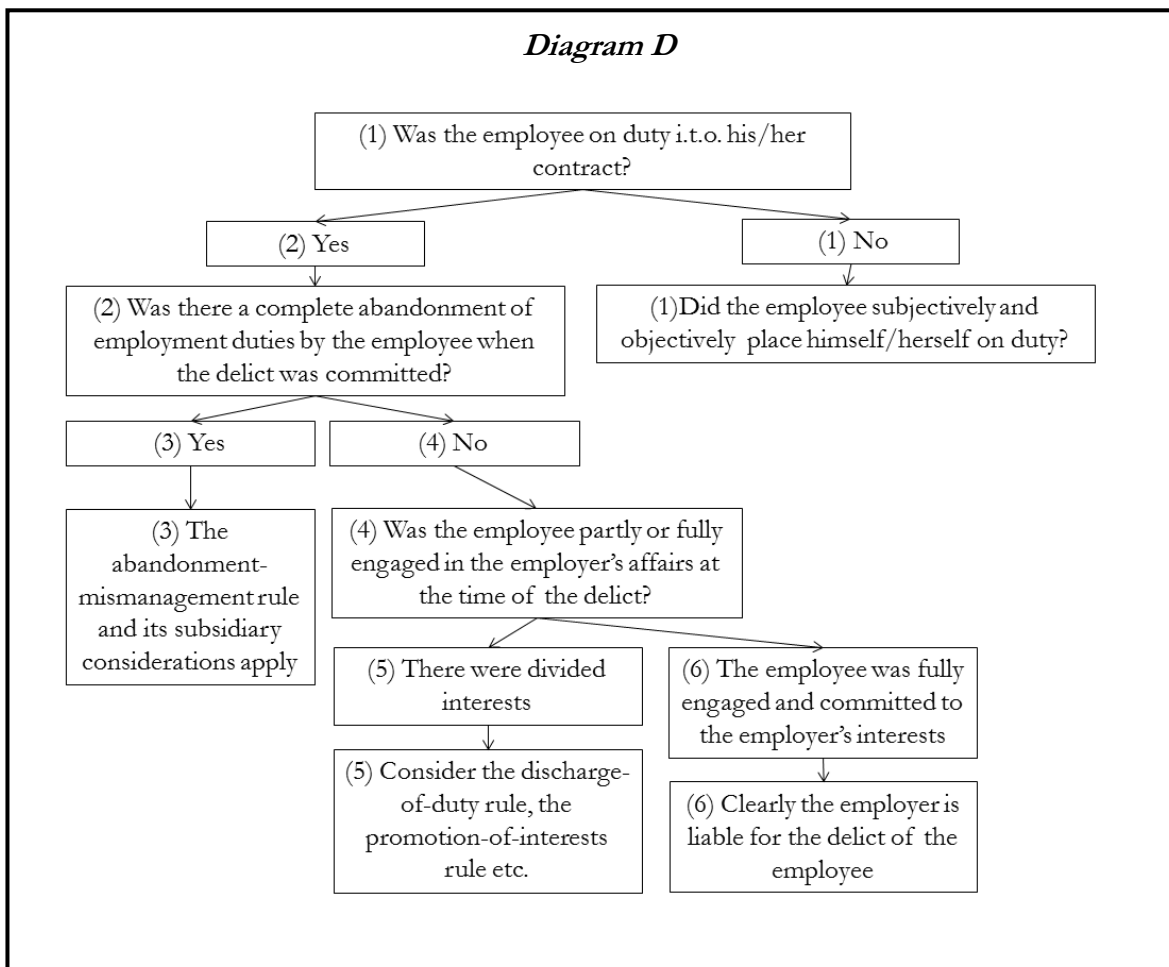 Diagram D
(1) Was the employee on duty i.t.o. his/her
contract?
(2) Yes
(1) No
(2) Was there a complete abandonment of
employment duties by the employee when
the delict was committed?
(1)Did the employee subjectively and
objectively place himself/herself on duty?
(3) Yes
(4) No
(3) The
abandonment-
mismanagement rule
and its subsidiary
considerations apply
(4) Was the employee partly or fully
engaged in the employer’s affairs at
the time of the delict?
(5) There were divided
interests
(6) The employee was fully
engaged and committed to
the employer’s interests
(5) Consider the discharge-
of-duty rule, the
promotion-of-interests
rule etc.
(6) Clearly the employer is
liable for the delict of the
employee